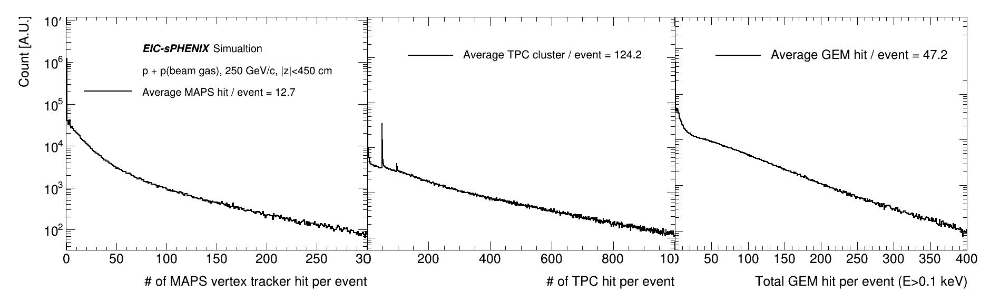 Count [A.U.]
10⁷
10⁶
10⁵
10⁴
10³
10²
EIC-sPHENIX Simualtion
p + p(beam gas), 250 GeV/c, |z|<450 cm
Average MAPS hit / event = 12.7
0 50 100 150 200 250 30
# of MAPS vertex tracker hit per event
Average TPC cluster / event = 124.2
200 400 600 800 100
# of TPC hit per event
Average GEM hit / event = 47.2
50 100 150 200 250 300 350 400
Total GEM hit per event (E>0.1 keV)